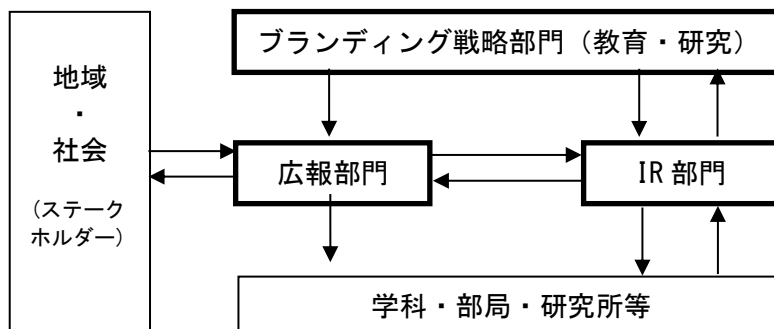 ブランディング戦略部門（教育・研究）
地域
・
社会
(ステーク
ホルダー)
広報部門
IR 部門
学科・部局・研究所等